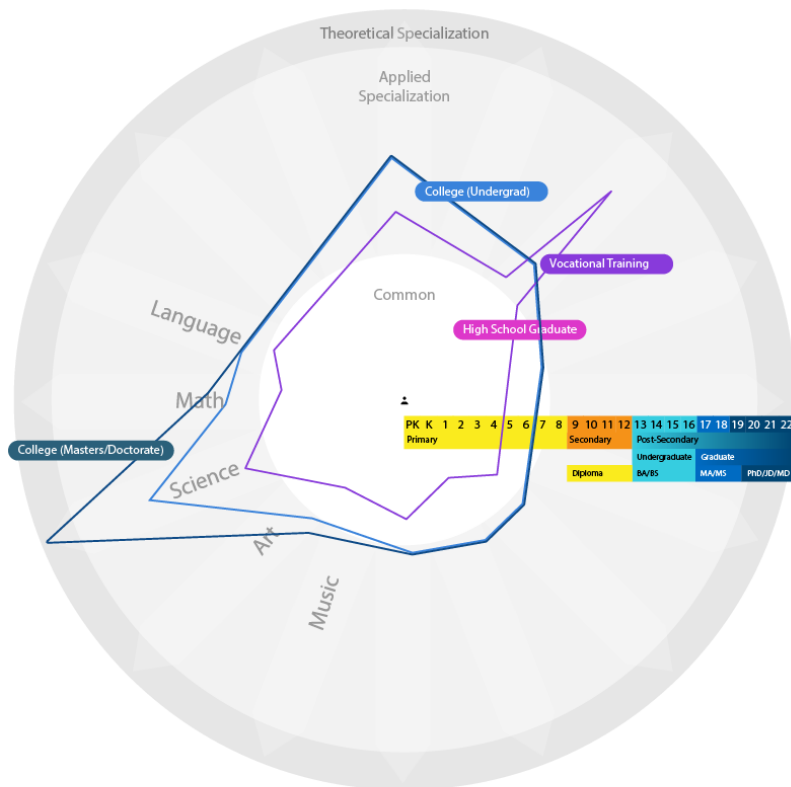 Theoretical Specialization
Applied
Specialization
College (Undergrad)
Vocational Training
Common
Language
High School Graduate
Math
PK K 1 2 3 4 5 6 7 8 9 10 11 12 13 14 15 16 17 18 19 20 21 22
Primary Secondary Post-Secondary
College (Masters/Doctorate)
Undergraduate Graduate
Science
Diploma BA/BS MA/MS PhD/JD/MD
Art
Music